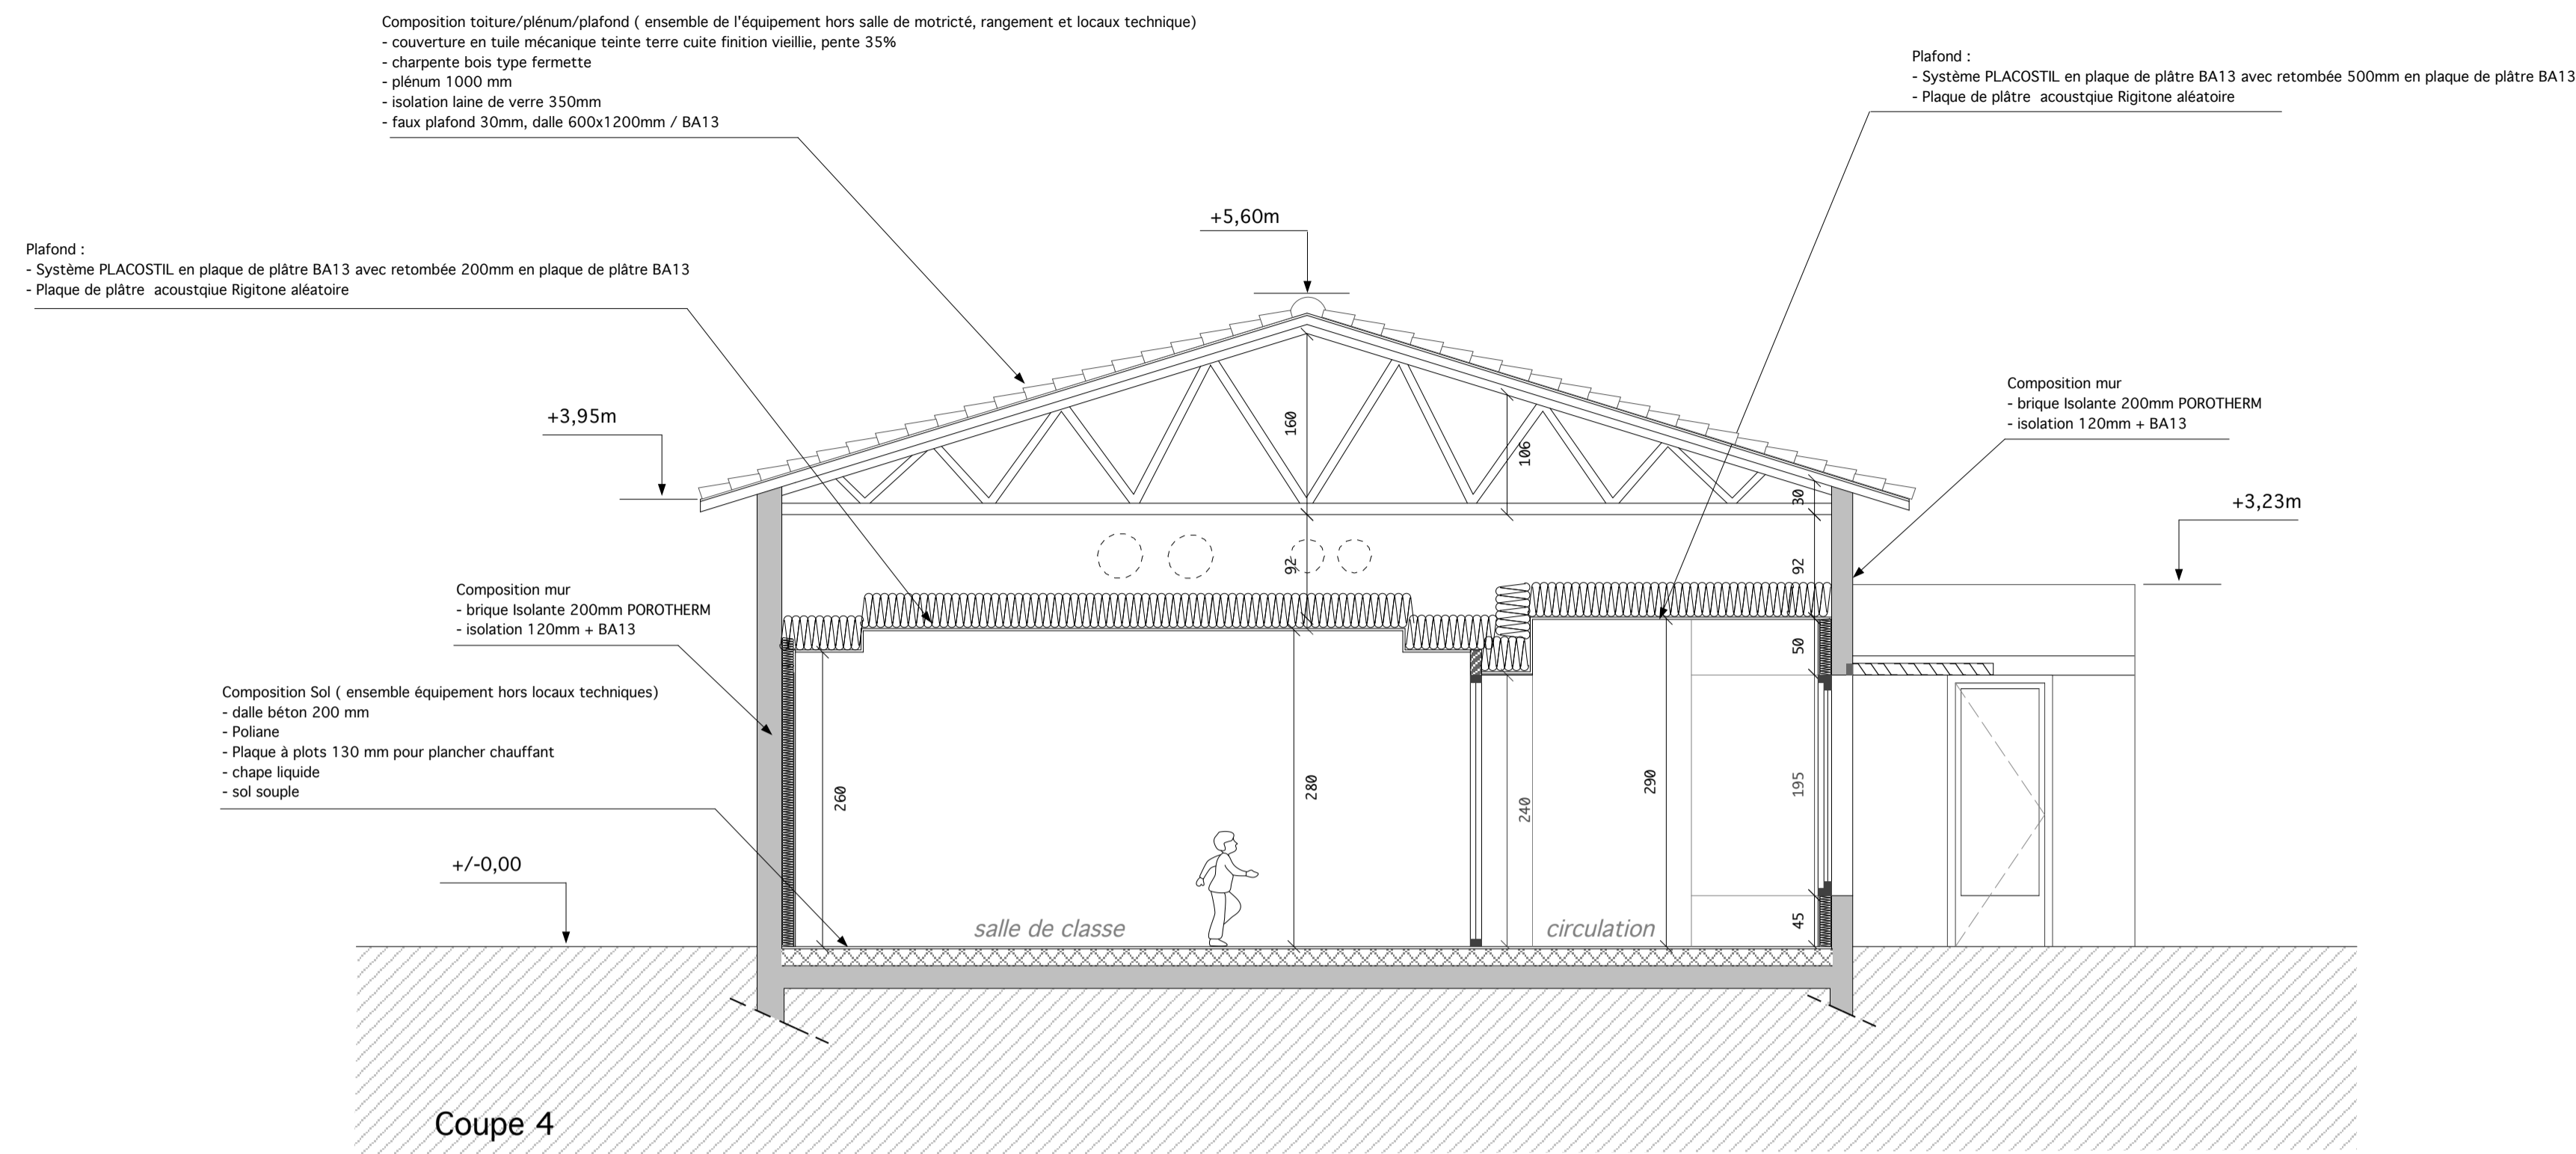 Composition toiture/plénum/plafond ( ensemble de l'équipement hors salle de motricté, rangement et locaux technique)
- couverture en tuile mécanique teinte terre cuite finition vieillie, pente 35%
- charpente bois type fermette
- plénum 1000 mm
- isolation laine de verre 350mm
- faux plafond 30mm, dalle 600x1200mm / BA13
Plafond :
- Système PLACOSTIL en plaque de plâtre BA13 avec retombée 500mm en plaque de plâtre BA13
- Plaque de plâtre  acoustqiue Rigitone aléatoire
+5,60m
Plafond :
- Système PLACOSTIL en plaque de plâtre BA13 avec retombée 200mm en plaque de plâtre BA13
- Plaque de plâtre  acoustqiue Rigitone aléatoire
+3,95m
Composition mur
- brique Isolante 200mm POROTHERM
- isolation 120mm + BA13
+3,23m
160
106
30
92
92
Composition mur
- brique Isolante 200mm POROTHERM
- isolation 120mm + BA13
50
Composition Sol ( ensemble équipement hors locaux techniques)
- dalle béton 200 mm
- Poliane
- Plaque à plots 130 mm pour plancher chauffant
- chape liquide
- sol souple
260
280
240
290
195
45
+/-0,00
salle de classe
circulation
Coupe 4